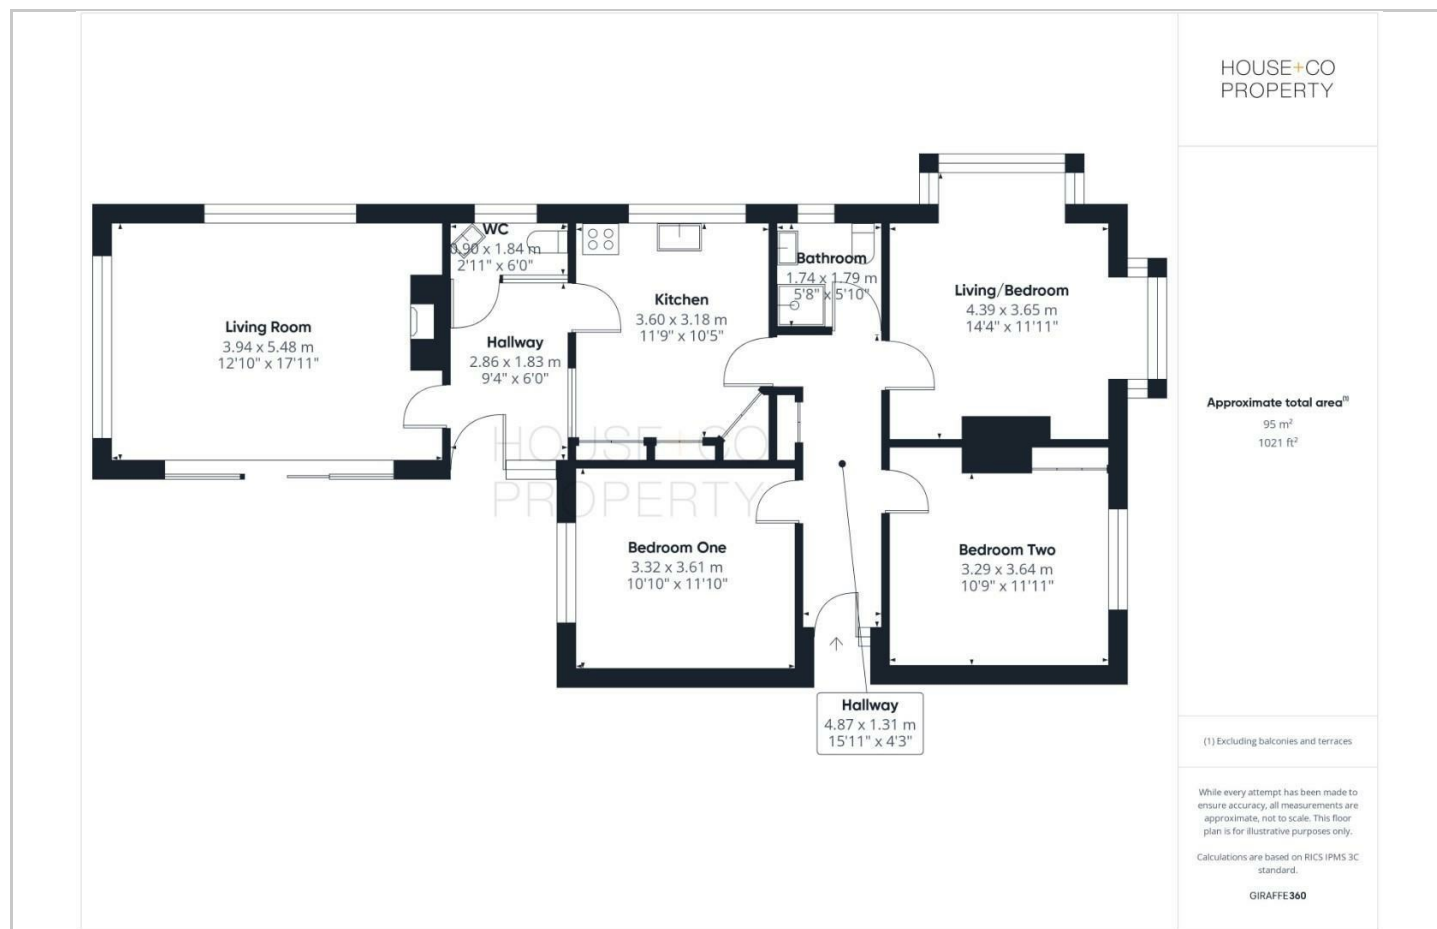 HOUSE+CO
PROPERTY
WC
0.90 x 1.84 m
2'11" x 6'0"
Bathroom
1.74 x 1.79 m
5'8" x 5'10"
Living/Bedroom
4.39 x 3.65 m
14'4" x 11'11"
Kitchen
3.60 x 3.18 m
11'9" x 10'5"
Living Room
3.94 x 5.48 m
12'10" x 17'11"
Hallway
2.86 x 1.83 m
9'4" x 6'0"
HOUSE+CO
PROPERTY
Bedroom One
3.32 x 3.61 m
10'10" x 11'10"
Bedroom Two
3.29 x 3.64 m
10'9" x 11'11"
Hallway
4.87 x 1.31 m
15'11" x 4'3"
Approximate total area(1)
95 m²
1021 ft²
(1) Excluding balconies and terraces
While every attempt has been made to
ensure accuracy, all measurements are
approximate, not to scale. This floor
plan is for illustrative purposes only.
Calculations are based on RICS IPMS 3C
standard.
GIRAFFE360